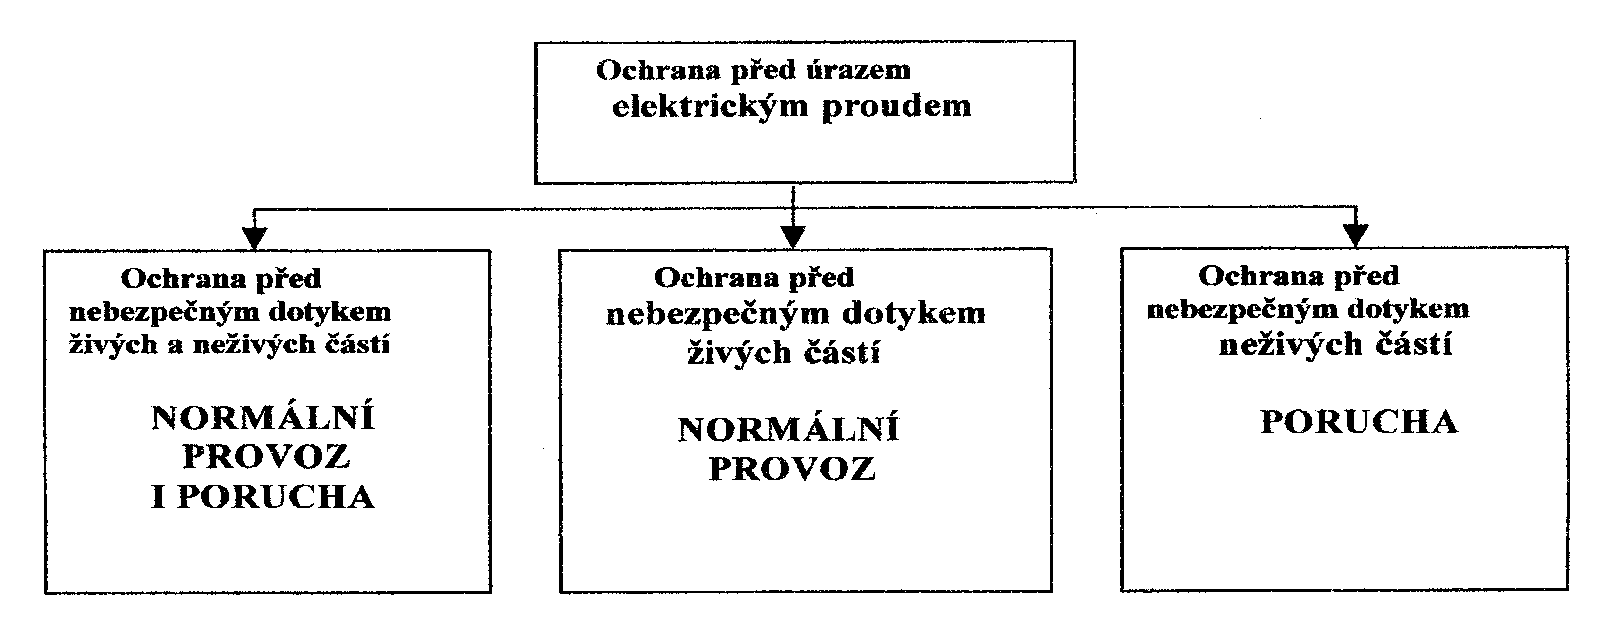 Ochrana před úrazem
elektrickým proudem
Ochrana před
nebezpečným dotykem
živých a neživých částí
NORMÁLNÍ
PROVOZ
I PORUCHA
Ochrana před
nebezpečným dotykem
živých částí
NORMÁLNÍ
PROVOZ
Ochrana před
nebezpečným dotykem
neživých částí
PORUCHA